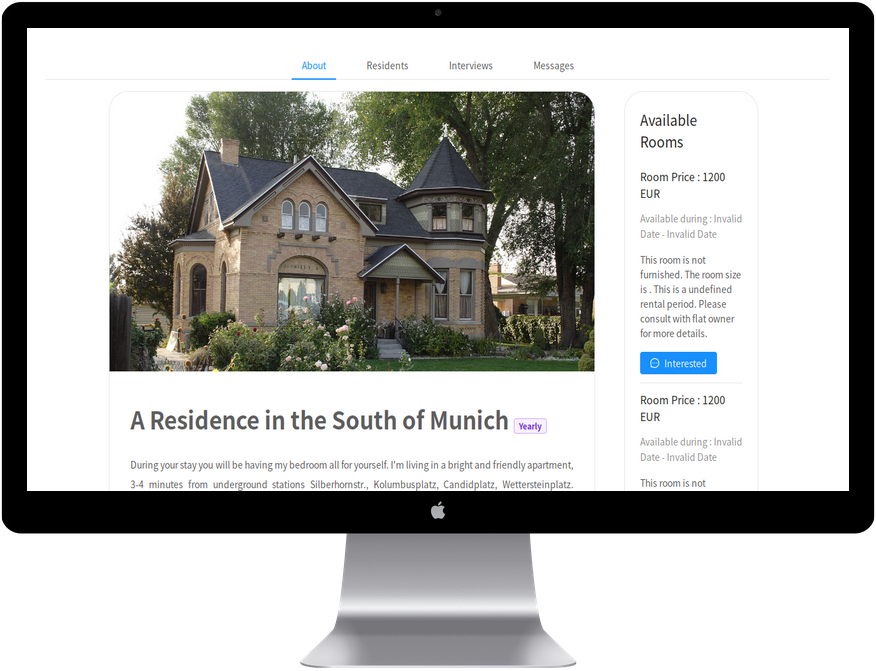 About Residents Interviews Messages
A Residence in the South of Munich Yearly
During your stay you will be having my bedroom all for yourself. I'm living in a bright and friendly apartment,
3-4 minutes from underground stations Silberhornstr., Kolumbusplatz, Candidplatz, Wettersteinplatz.
Available
Rooms
Room Price : 1200
EUR
Available during : Invalid
Date - Invalid Date
This room is not
furnished. The room size
is . This is a undefined
rental period. Please
consult with flat owner
for more details.
Interested
Room Price : 1200
EUR
Available during : Invalid
Date - Invalid Date
This room is not